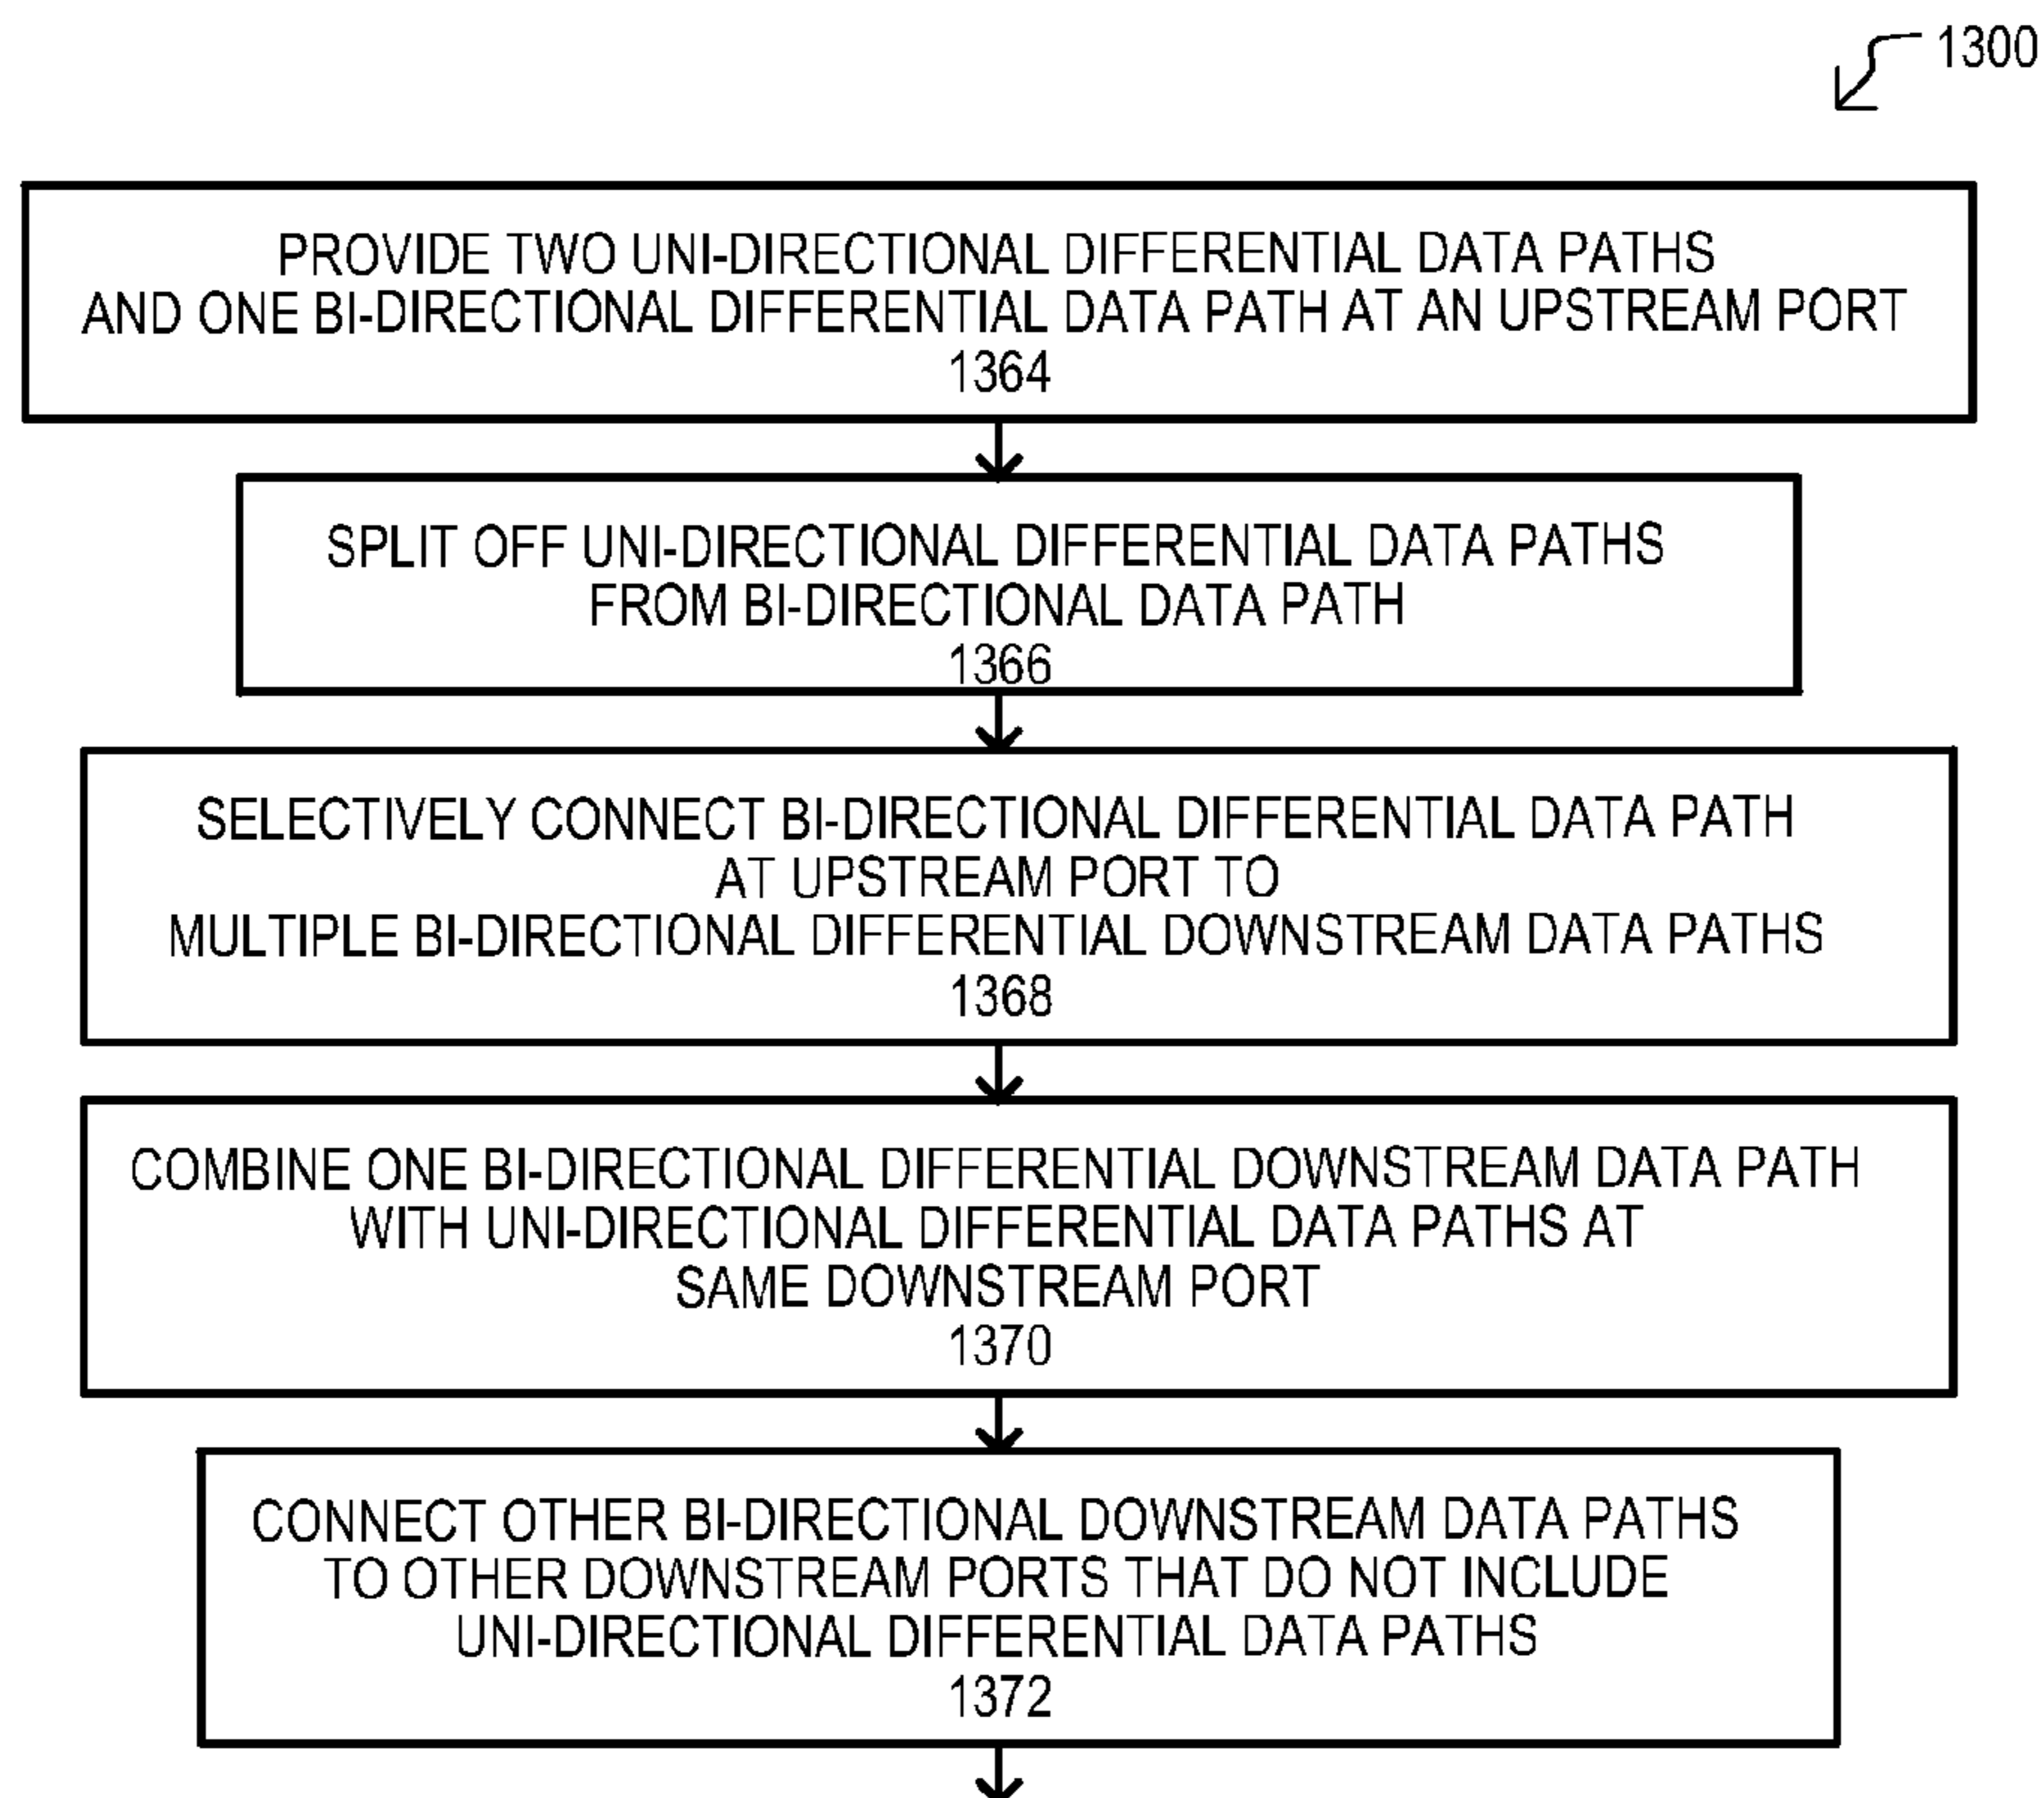 1300
PROVIDE TWO UNI-DIRECTIONAL DIFFERENTIAL DATA PATHS
AND ONE BI-DIRECTIONAL DIFFERENTIAL DATA PATH AT AN UPSTREAM PORT
1364
SPLIT OFF UNI-DIRECTIONAL DIFFERENTIAL DATA PATHS
FROM BI-DIRECTIONAL DATA PATH
1366
SELECTIVELY CONNECT BI-DIRECTIONAL DIFFERENTIAL DATA PATH
AT UPSTREAM PORT TO
MULTIPLE BI-DIRECTIONAL DIFFERENTIAL DOWNSTREAM DATA PATHS
1368
COMBINE ONE BI-DIRECTIONAL DIFFERENTIAL DOWNSTREAM DATA PATH
WITH UNI-DIRECTIONAL DIFFERENTIAL DATA PATHS AT
SAME DOWNSTREAM PORT
1370
CONNECT OTHER BI-DIRECTIONAL DOWNSTREAM DATA PATHS
TO OTHER DOWNSTREAM PORTS THAT DO NOT INCLUDE
UNI-DIRECTIONAL DIFFERENTIAL DATA PATHS
1372